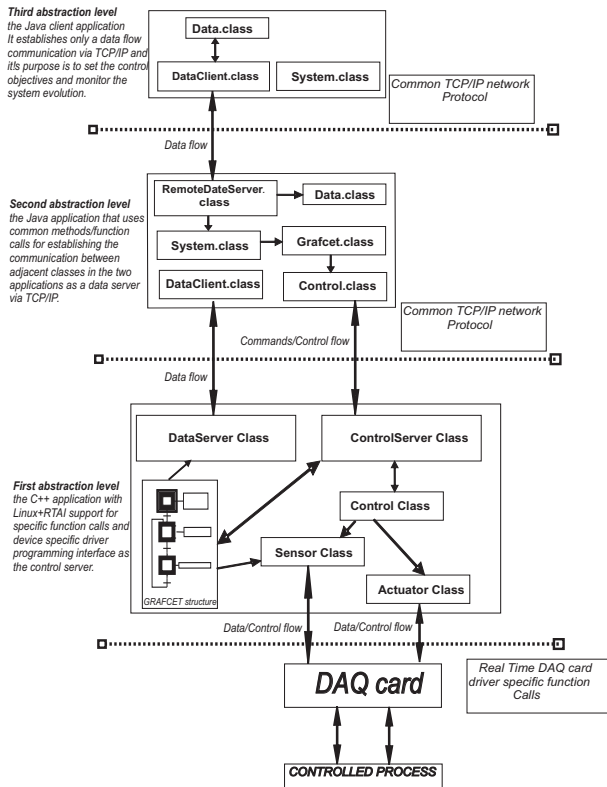 Third abstraction level
the Java client application
It establishes only a data flow
communication via TCP/IP and
itls purpose is to set the control
objectives and monitor the
system evolution.
Data.class
DataClient.class
System.class
Common TCP/IP network
Protocol
Data flow
Second abstraction level
the Java application that uses
common methods/function
calls for establishing the
communication between
adjacent classes in the two
applications as a data server
via TCP/IP.
RemoteDateServer.
class
Data.class
System.class
Grafcet.class
DataClient.class
Control.class
Common TCP/IP network
Protocol
Commands/Control flow
Data flow
DataServer Class
ControlServer Class
First abstraction level
the C++ application with
Linux+RTAI support for
specific function calls and
device specific driver
programming interface as
the control server.
Control Class
Sensor Class
Actuator Class
GRAFCET structure
Data/Control flow
Data/Control flow
Real Time DAQ card
driver specific function
Calls
DAQ card
CONTROLLED PROCESS